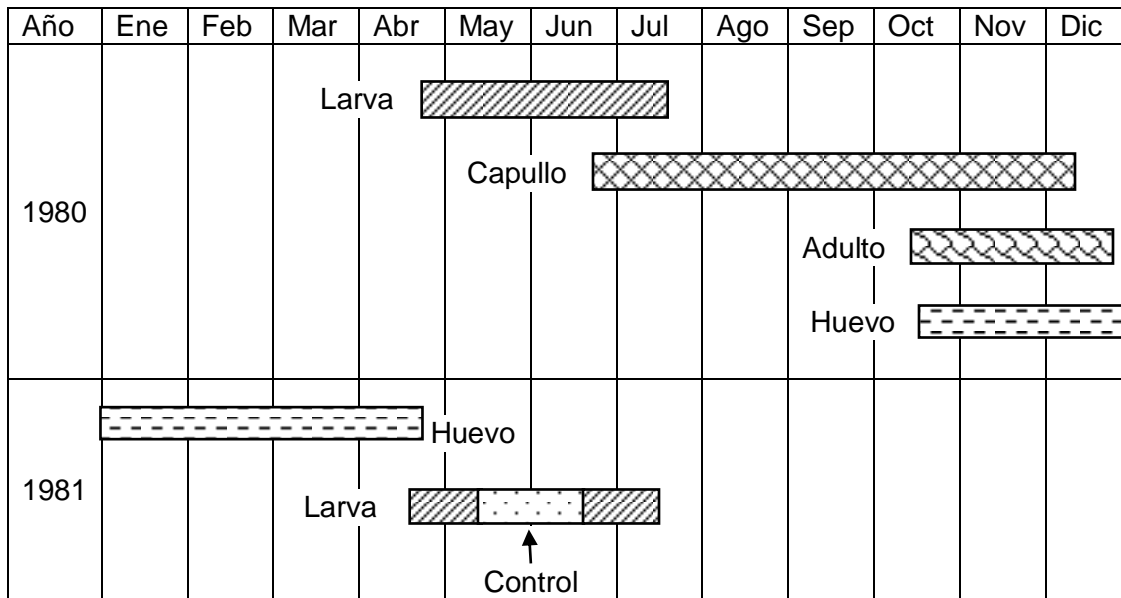 Año Ene Feb Mar Abr May Jun Jul Ago Sep Oct Nov Dic
Larva
Capullo
1980
Adulto
Huevo
Huevo
1981
Larva
Control